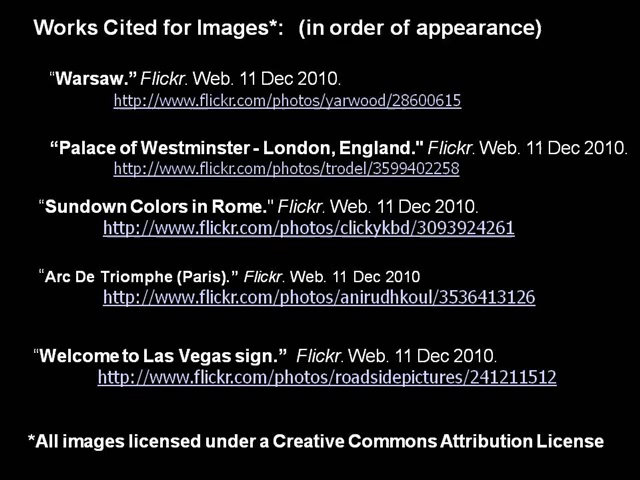 Works Cited for Images*: (in order of appearance)
“Warsaw.” Flickr. Web. 11 Dec 2010.
http://www.flickr.com/photos/yarwood/28600615
“Palace of Westminster - London, England." Flickr. Web. 11 Dec 2010.
http://www.flickr.com/photos/trodel/3599402258
“Sundown Colors in Rome." Flickr. Web. 11 Dec 2010.
http://www.flickr.com/photos/clickykbd/3093924261
“Arc De Triomphe (Paris).” Flickr. Web. 11 Dec 2010
http://www.flickr.com/photos/anirudhkoul/3536413126
“Welcome to Las Vegas sign.” Flickr. Web. 11 Dec 2010.
http://www.flickr.com/photos/roadsidepictures/241211512
*All images licensed under a Creative Commons Attribution License